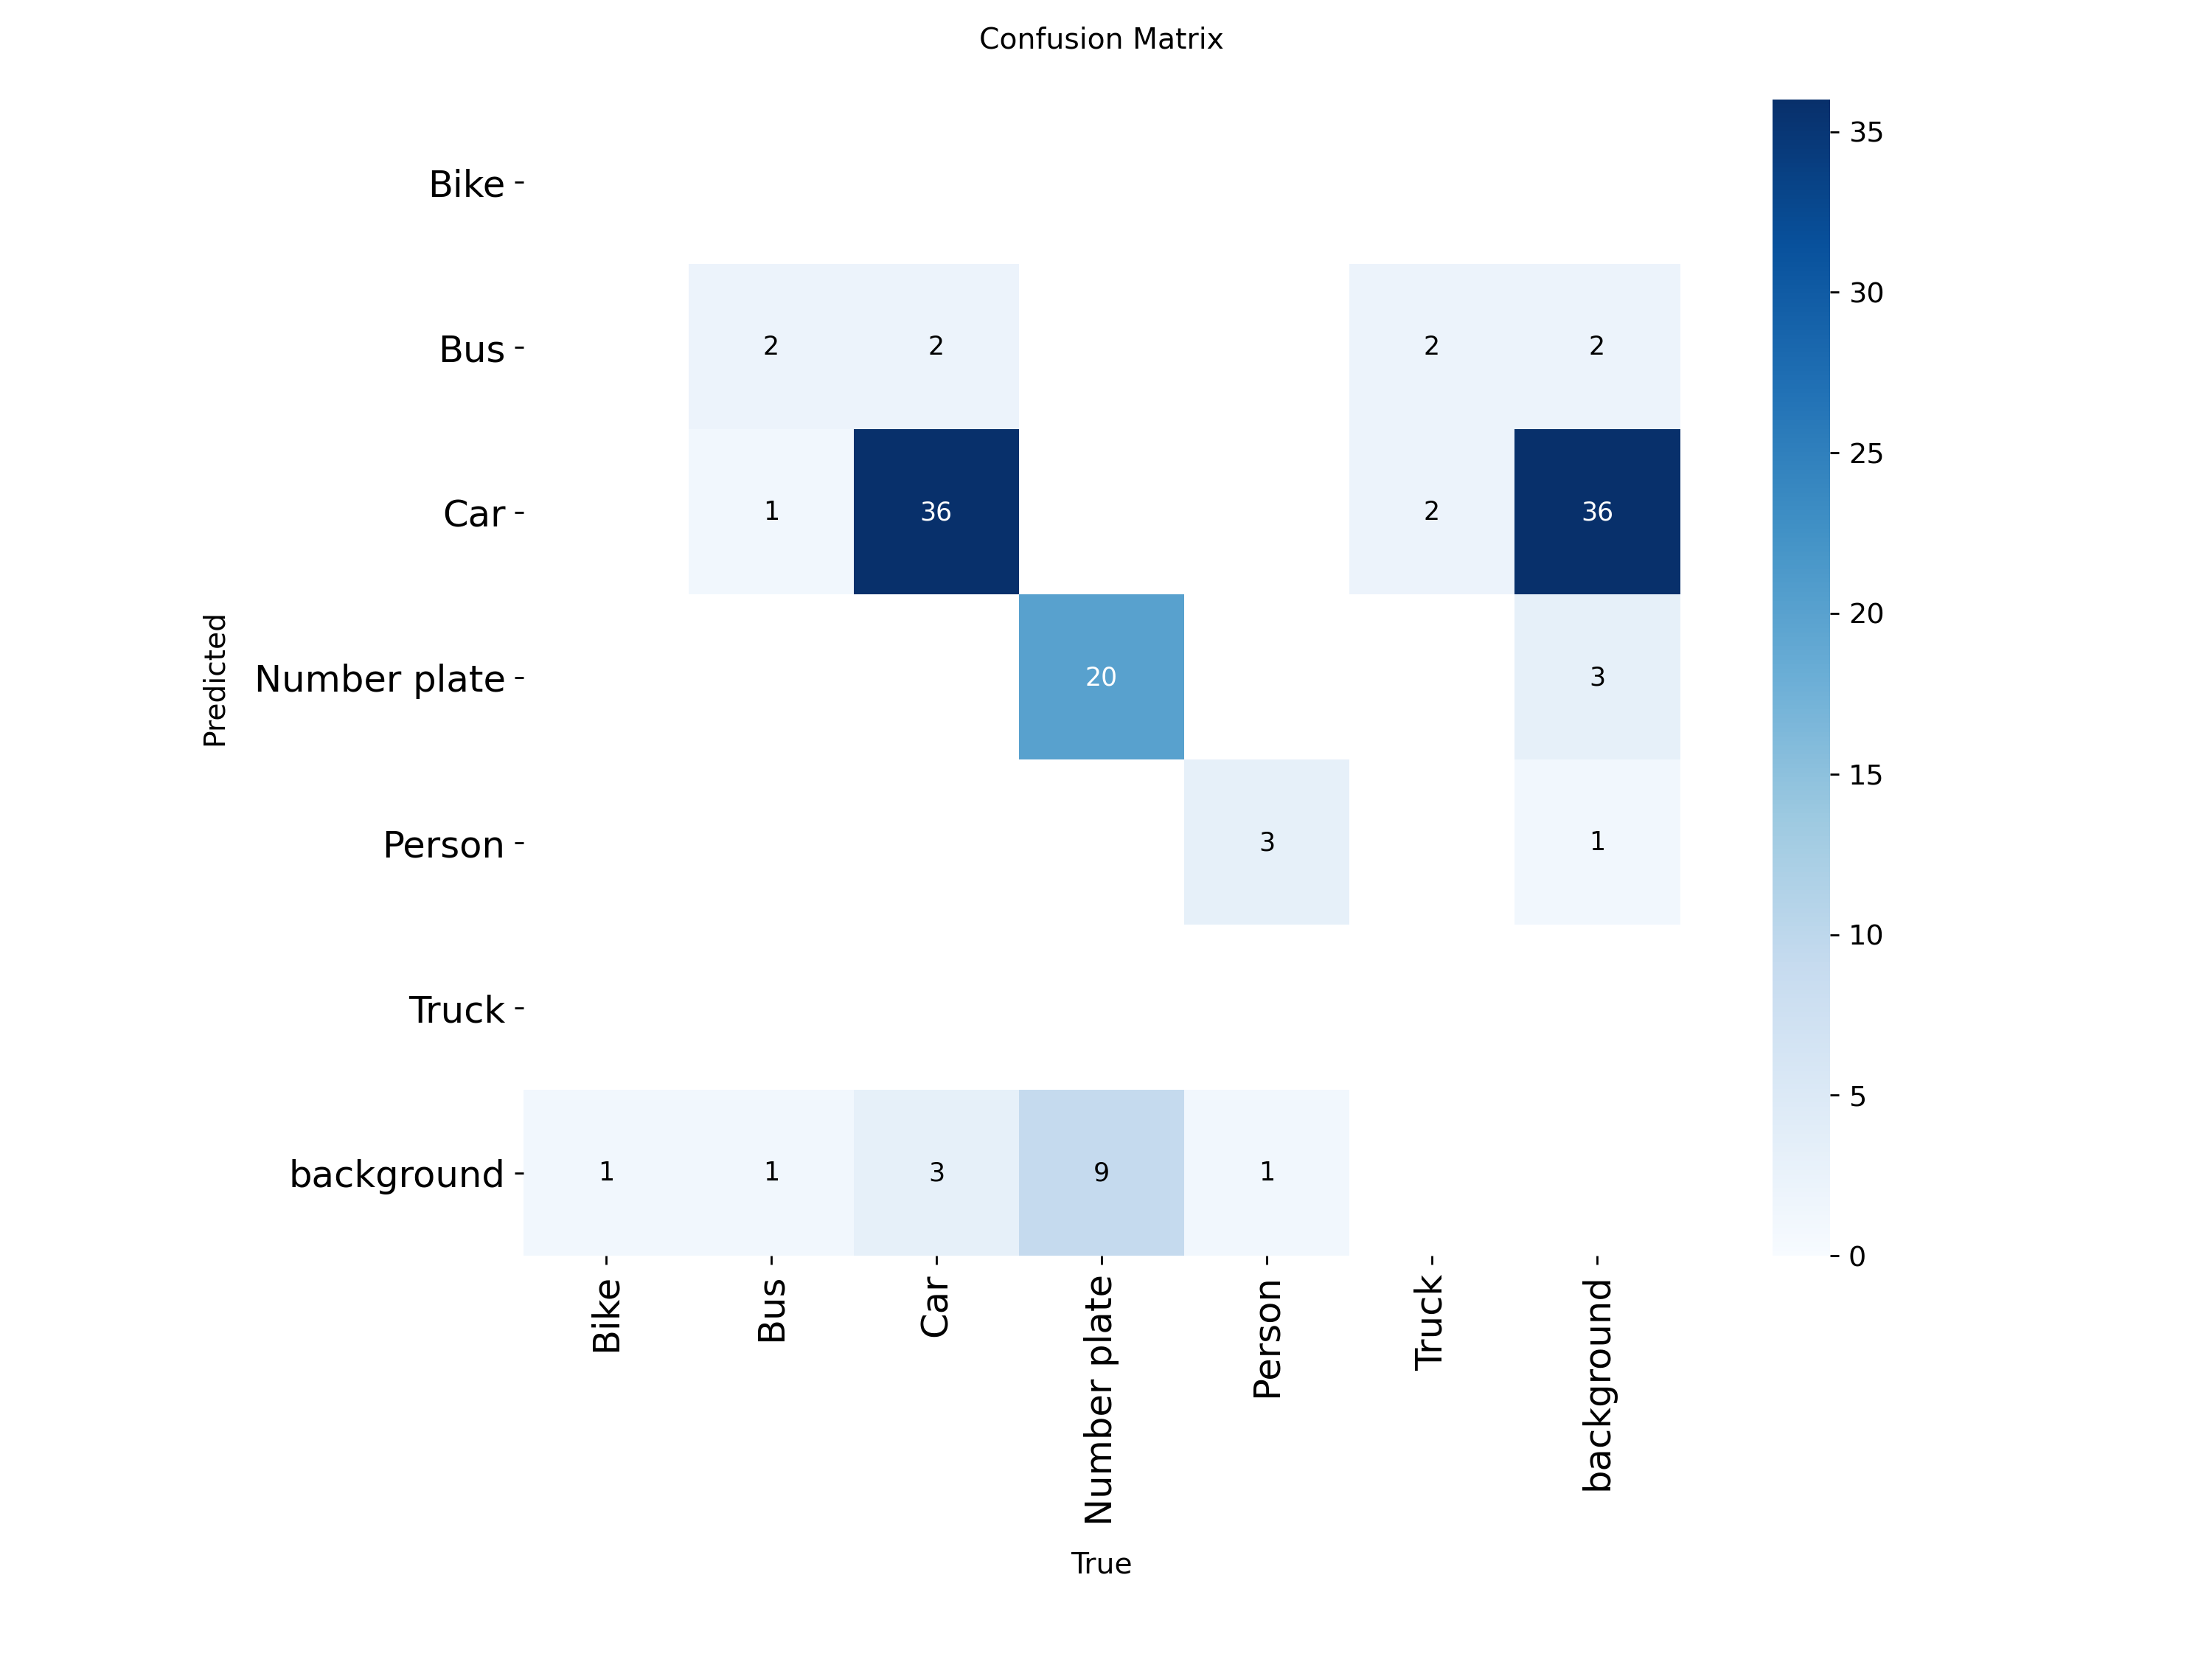 Confusion Matrix
Bike
Bus 2 2 2 2
Car 1 36 2 36
Number plate 20 3
Person 3 1
Truck
background 1 1 3 9 1
Predicted
Bike Bus Car Number plate Person Truck background
True
35
30
25
20
15
10
5
0